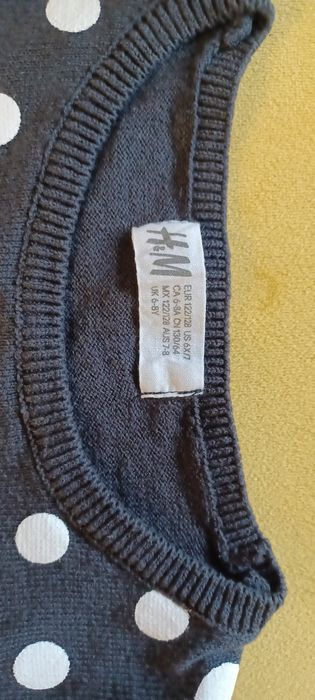 H&M
EUR 122/128 US 6X/7
CA 6-8A CN 130/64
MX 122/128 AUS 7-8
UK 6-8Y